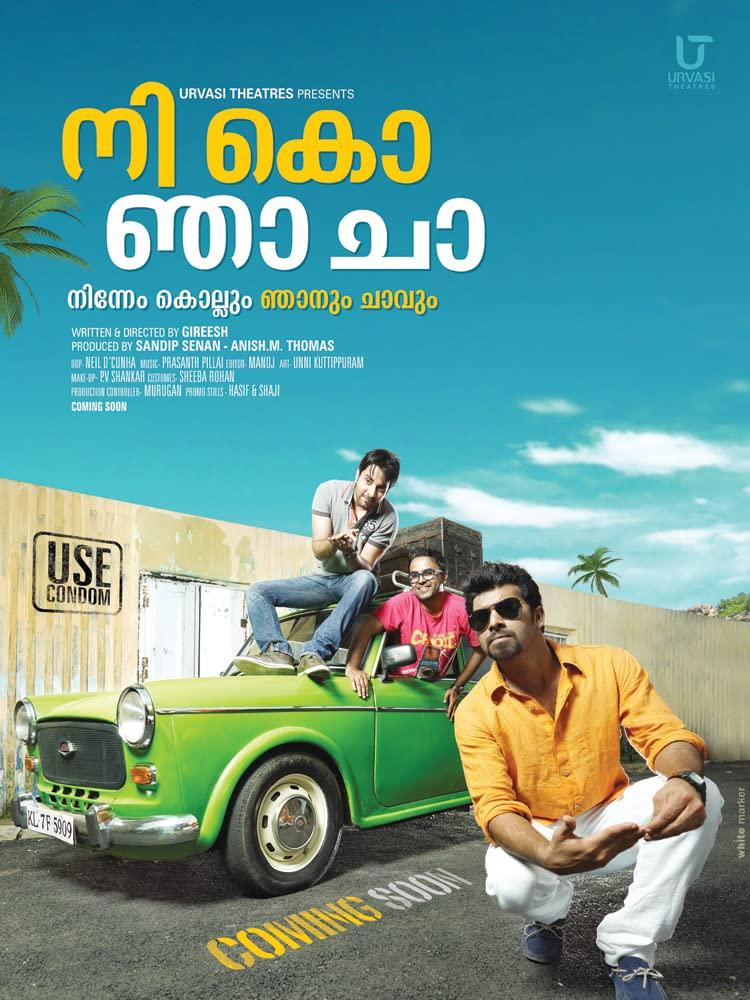 URVASI
THEATRES
URVASI THEATRES PRESENTS
നി കൊ
ഞാ ചാ
നിന്നേം കൊല്ലും ഞാനും ചാവും
WRITTEN & DIRECTED BY GIREESH
PRODUCED BY SANDIP SENAN - ANISH.M. THOMAS
DOP- NEIL D'CUNHA MUSIC- PRASANTH PILLAI EDITOR- MANOJ ART- UNNI KUTTIPPURAM
MAKE-UP- PV SHANKAR COSTUMES- SHEEBA ROHAN
PRODUCTION CONTROLLER- MURUGAN PROMO STILLS - HASIF & SHAJI
COMING SOON
USE
CONDOM
KL-7F 5909
COMING SOON
white marker